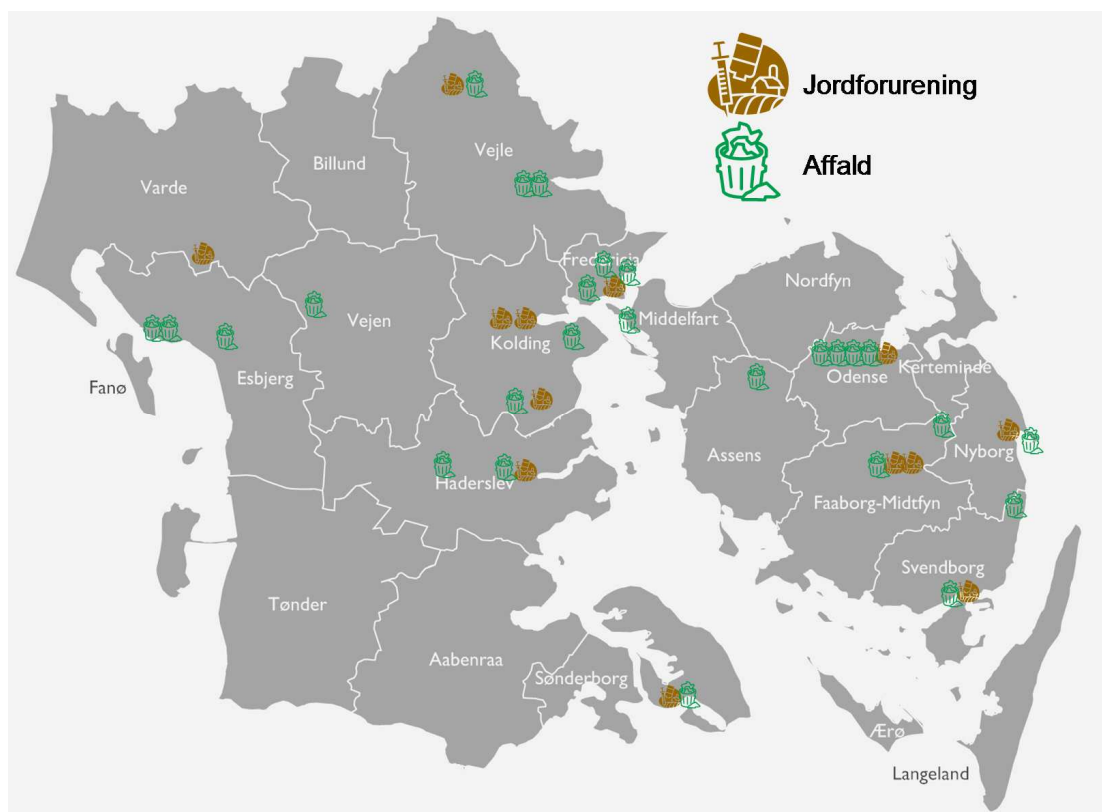 Jordforurening
Affald
Vejle
Billund
Varde
Fredericia
Nordfyn
Vejen
Middelfart
Kolding
Kerteminde
Odense
Esbjerg
Fanø
Assens
Nyborg
Haderslev
Faaborg-Midtfyn
Svendborg
Tønder
Aabenraa
Sønderborg
Ærø
Langeland